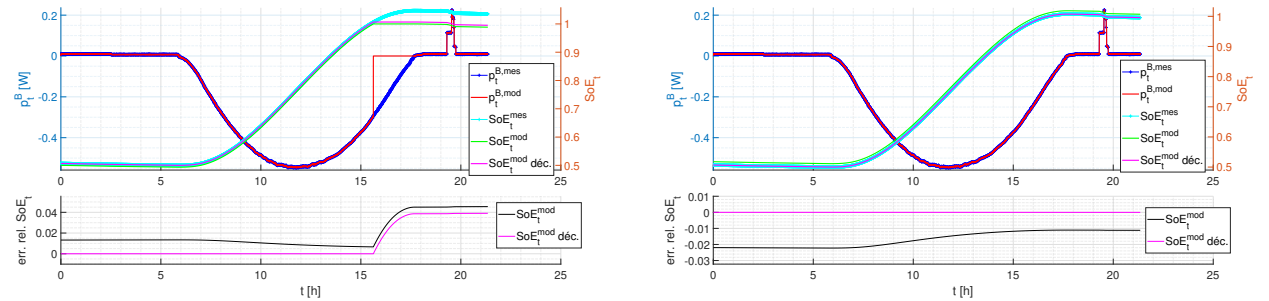 0.2
0
-0.2
-0.4
p_t^B [W]
1
0.9
0.8
0.7
0.6
0.5
SoE_t
p_t^{B,mes}
p_t^{B,mod}
SoE_t^{mes}
SoE_t^{mod}
SoE_t^{mod} déc.
0 5 10 15 20 25
err. rel. SoE_t
0.04
0.02
0
SoE_t^{mod}
SoE_t^{mod} déc.
0 5 10 15 20 25
t [h]
0.2
0
-0.2
-0.4
p_t^B [W]
1
0.9
0.8
0.7
0.6
0.5
SoE_t
p_t^{B,mes}
p_t^{B,mod}
SoE_t^{mes}
SoE_t^{mod}
SoE_t^{mod} déc.
0 5 10 15 20 25
err. rel. SoE_t
0.01
0
-0.01
-0.02
-0.03
SoE_t^{mod}
SoE_t^{mod} déc.
0 5 10 15 20 25
t [h]